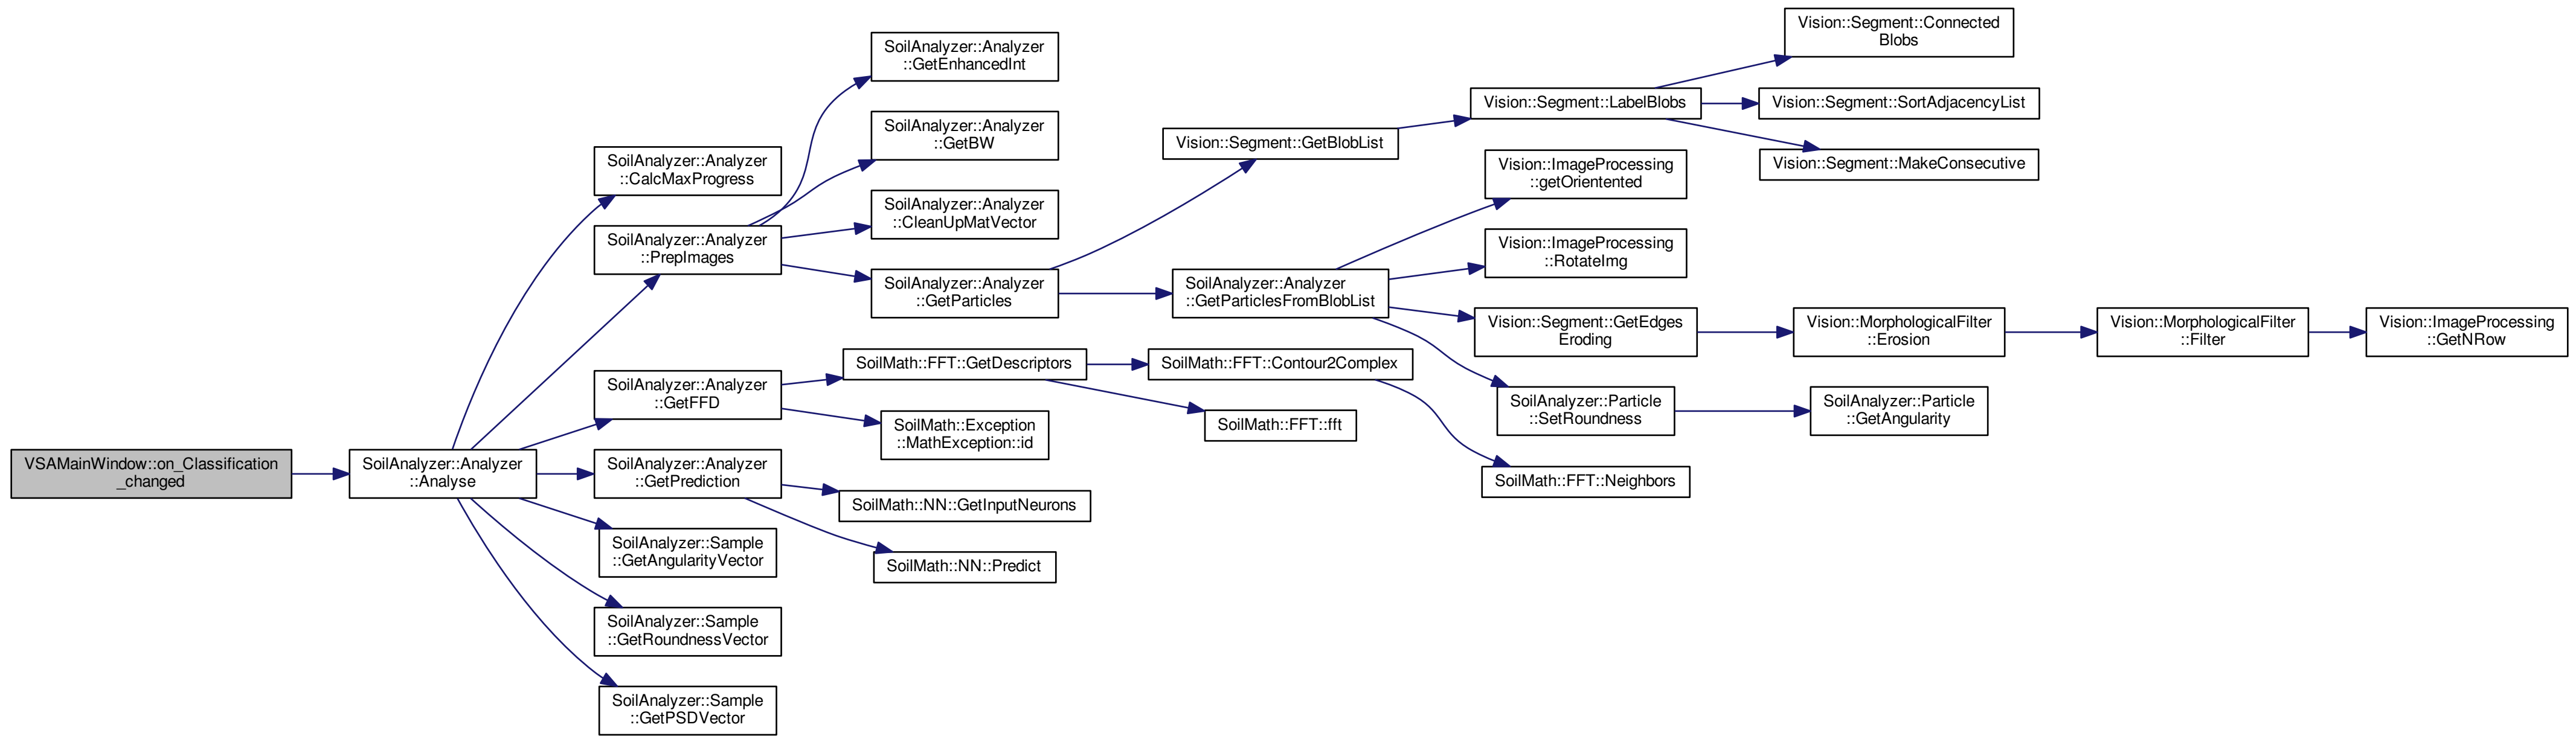 VSAMainWindow::on_Classification
_changed
SoilAnalyzer::Analyzer
::Analyse
SoilAnalyzer::Analyzer
::CalcMaxProgress
SoilAnalyzer::Analyzer
::PrepImages
SoilAnalyzer::Analyzer
::GetFFD
SoilAnalyzer::Analyzer
::GetPrediction
SoilAnalyzer::Sample
::GetAngularityVector
SoilAnalyzer::Sample
::GetRoundnessVector
SoilAnalyzer::Sample
::GetPSDVector
SoilAnalyzer::Analyzer
::GetEnhancedInt
SoilAnalyzer::Analyzer
::GetBW
SoilAnalyzer::Analyzer
::CleanUpMatVector
SoilAnalyzer::Analyzer
::GetParticles
SoilMath::FFT::GetDescriptors
SoilMath::Exception
::MathException::id
SoilMath::NN::GetInputNeurons
SoilMath::NN::Predict
Vision::Segment::GetBlobList
SoilAnalyzer::Analyzer
::GetParticlesFromBlobList
SoilMath::FFT::Contour2Complex
SoilMath::FFT::fft
Vision::Segment::LabelBlobs
Vision::ImageProcessing
::getOrientented
Vision::ImageProcessing
::RotateImg
Vision::Segment::GetEdges
Eroding
SoilAnalyzer::Particle
::SetRoundness
SoilMath::FFT::Neighbors
Vision::Segment::Connected
Blobs
Vision::Segment::SortAdjacencyList
Vision::Segment::MakeConsecutive
Vision::MorphologicalFilter
::Erosion
SoilAnalyzer::Particle
::GetAngularity
Vision::MorphologicalFilter
::Filter
Vision::ImageProcessing
::GetNRow